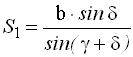 S₁ = b · sin δ / sin(γ + δ)